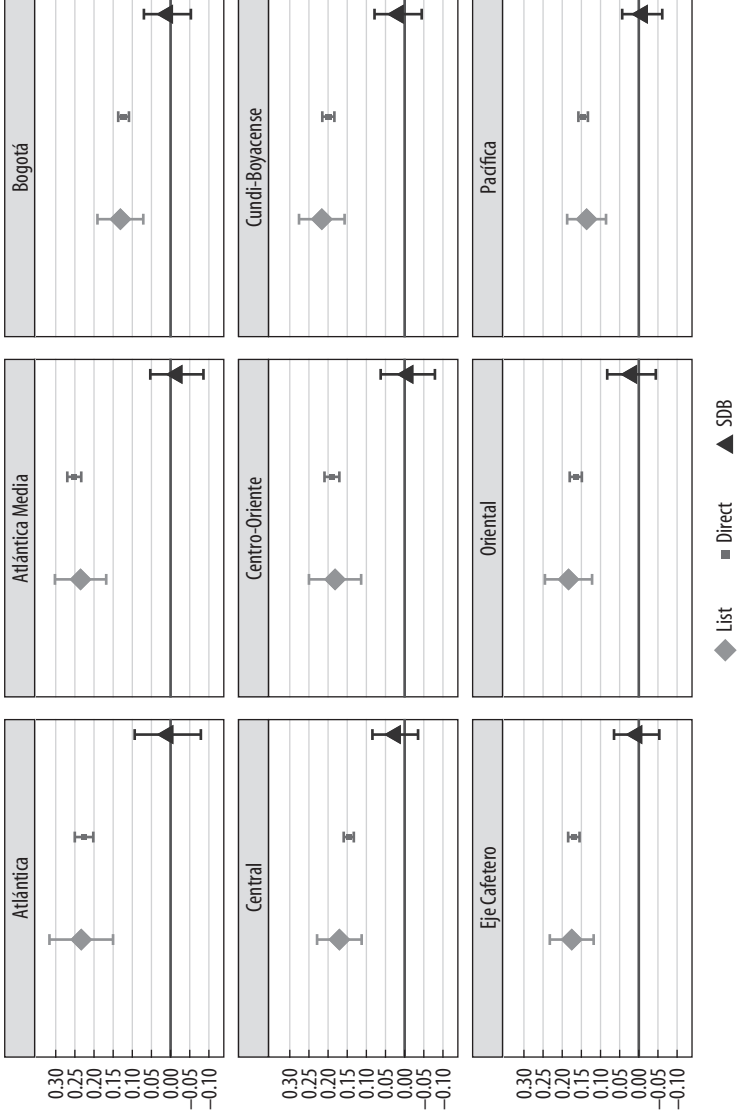 Atlántica
Atlántica Media
Bogotá
0.30
0.25
0.20
0.15
0.10
0.05
0.00
−0.05
−0.10
Central
Centro-Oriente
Cundi-Boyacense
0.30
0.25
0.20
0.15
0.10
0.05
0.00
−0.05
−0.10
Eje Cafetero
Oriental
Pacífica
0.30
0.25
0.20
0.15
0.10
0.05
0.00
−0.05
−0.10
List Direct SDB